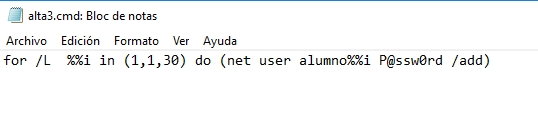 alta3.cmd: Bloc de notas
Archivo Edición Formato Ver Ayuda
for /L  %%i in (1,1,30) do (net user alumno%%i P@ssw0rd /add)